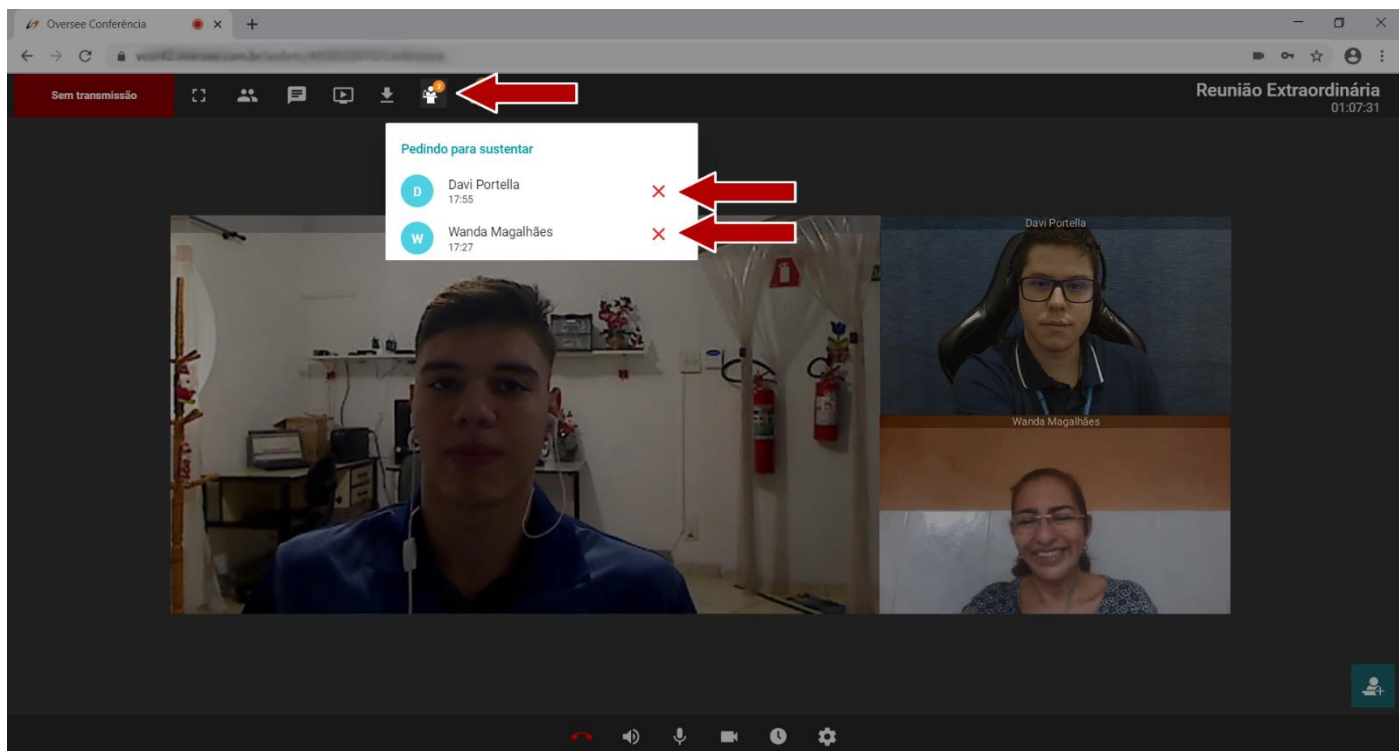 Oversee Conferência
Sem transmissão
2
Reunião Extraordinária
01:07:31
Pedindo para sustentar
D
Davi Portella
17:55
W
Wanda Magalhães
17:27
Davi Portella
Wanda Magalhães